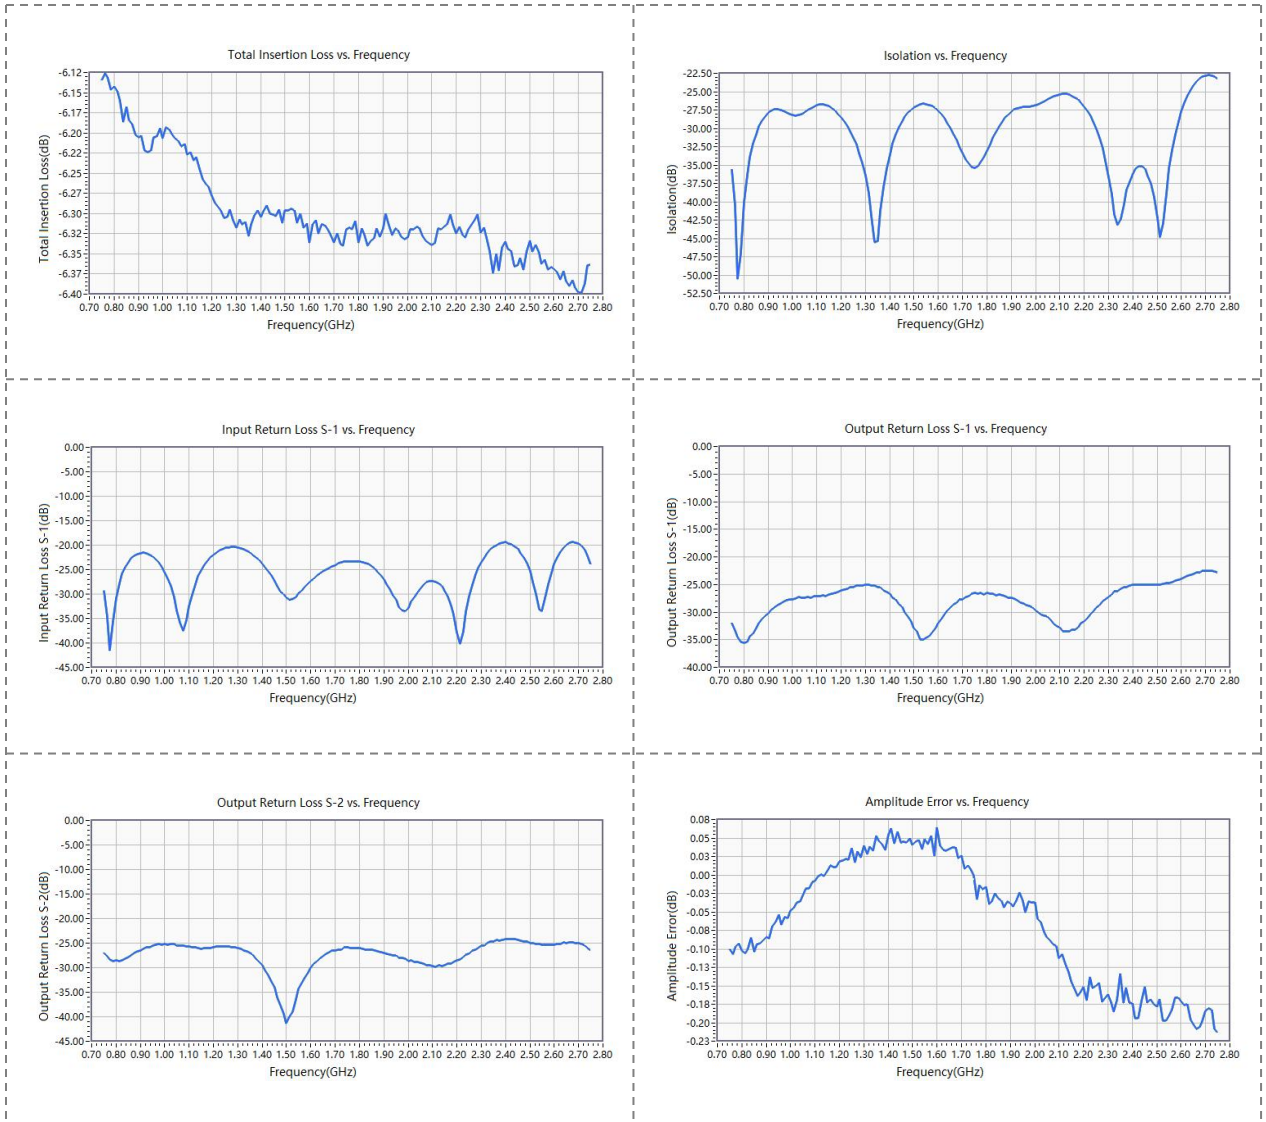 Total Insertion Loss vs. Frequency
-6.12
-6.15
-6.17
-6.20
-6.22
-6.25
-6.27
-6.30
-6.32
-6.35
-6.37
-6.40
Total Insertion Loss(dB)
0.70 0.80 0.90 1.00 1.10 1.20 1.30 1.40 1.50 1.60 1.70 1.80 1.90 2.00 2.10 2.20 2.30 2.40 2.50 2.60 2.70 2.80
Frequency(GHz)
Isolation vs. Frequency
-22.50
-25.00
-27.50
-30.00
-32.50
-35.00
-37.50
-40.00
-42.50
-45.00
-47.50
-50.00
-52.50
Isolation(dB)
0.70 0.80 0.90 1.00 1.10 1.20 1.30 1.40 1.50 1.60 1.70 1.80 1.90 2.00 2.10 2.20 2.30 2.40 2.50 2.60 2.70 2.80
Frequency(GHz)
Input Return Loss S-1 vs. Frequency
0.00
-5.00
-10.00
-15.00
-20.00
-25.00
-30.00
-35.00
-40.00
-45.00
Input Return Loss S-1(dB)
0.70 0.80 0.90 1.00 1.10 1.20 1.30 1.40 1.50 1.60 1.70 1.80 1.90 2.00 2.10 2.20 2.30 2.40 2.50 2.60 2.70 2.80
Frequency(GHz)
Output Return Loss S-1 vs. Frequency
0.00
-5.00
-10.00
-15.00
-20.00
-25.00
-30.00
-35.00
-40.00
Output Return Loss S-1(dB)
0.70 0.80 0.90 1.00 1.10 1.20 1.30 1.40 1.50 1.60 1.70 1.80 1.90 2.00 2.10 2.20 2.30 2.40 2.50 2.60 2.70 2.80
Frequency(GHz)
Output Return Loss S-2 vs. Frequency
0.00
-5.00
-10.00
-15.00
-20.00
-25.00
-30.00
-35.00
-40.00
-45.00
Output Return Loss S-2(dB)
0.70 0.80 0.90 1.00 1.10 1.20 1.30 1.40 1.50 1.60 1.70 1.80 1.90 2.00 2.10 2.20 2.30 2.40 2.50 2.60 2.70 2.80
Frequency(GHz)
Amplitude Error vs. Frequency
0.08
0.05
0.03
0.00
-0.03
-0.05
-0.08
-0.10
-0.13
-0.15
-0.18
-0.20
-0.23
Amplitude Error(dB)
0.70 0.80 0.90 1.00 1.10 1.20 1.30 1.40 1.50 1.60 1.70 1.80 1.90 2.00 2.10 2.20 2.30 2.40 2.50 2.60 2.70 2.80
Frequency(GHz)